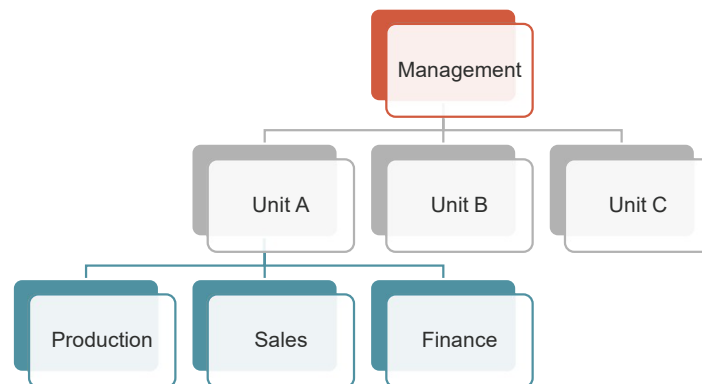 Management
Unit A
Unit B
Unit C
Production
Sales
Finance